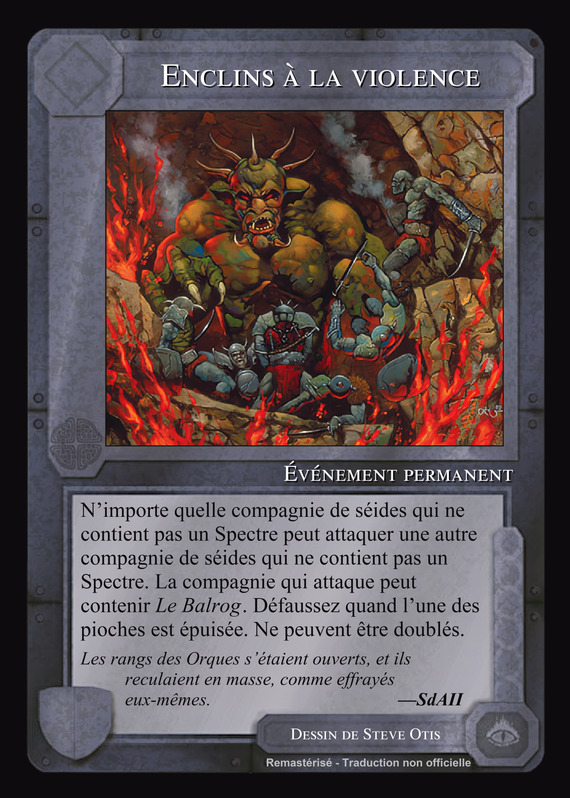 Enclins à la violence
Événement permanent
N'importe quelle compagnie de séides qui ne
contient pas un Spectre peut attaquer une autre
compagnie de séides qui ne contient pas un
Spectre. La compagnie qui attaque peut
contenir Le Balrog. Défaussez quand l'une des
pioches est épuisée. Ne peuvent être doublés.
Les rangs des Orques s'étaient ouverts, et ils
reculaient en masse, comme effrayés
eux-mêmes. —SdAII
Dessin de Steve Otis
Remastérisé - Traduction non officielle